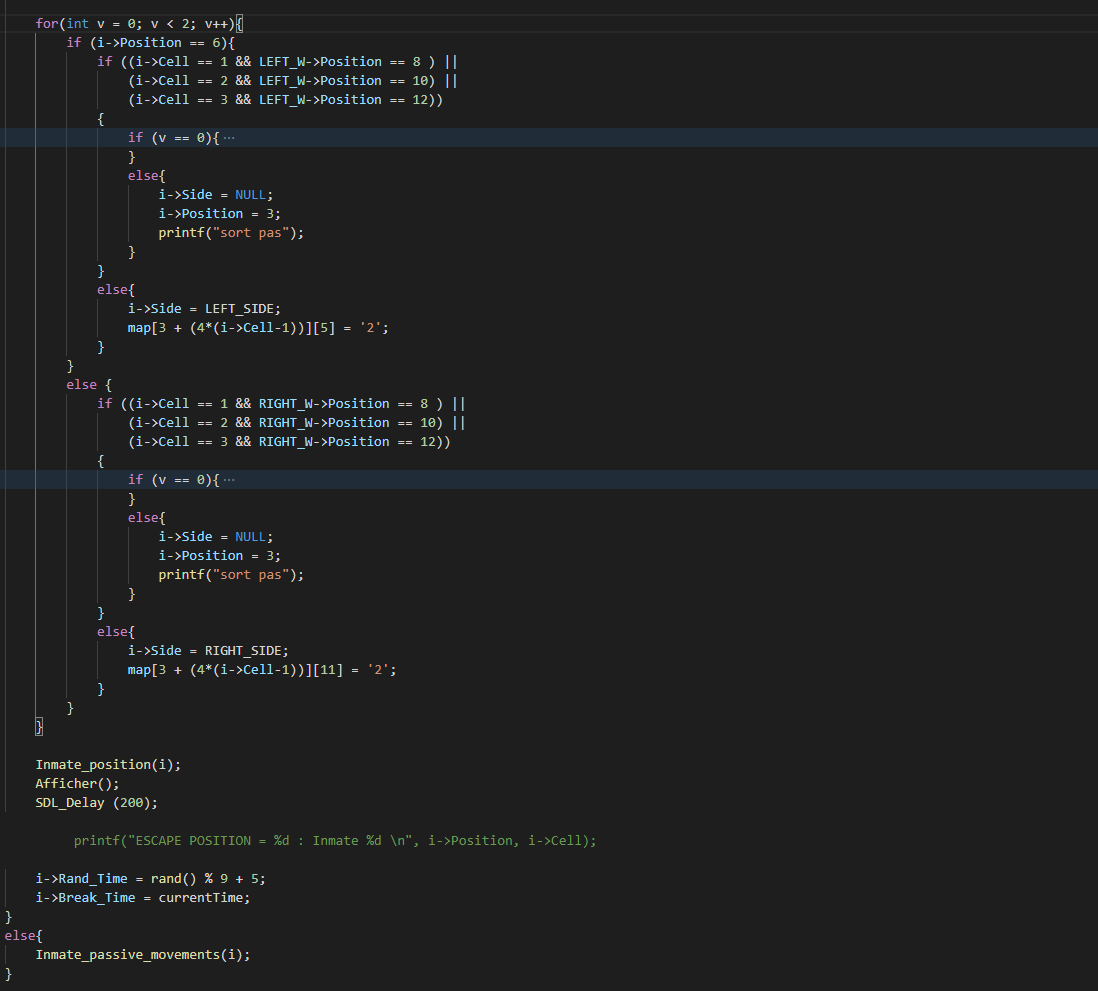 for(int v = 0; v < 2; v++){
if (i->Position == 6){
if ((i->Cell == 1 && LEFT_W->Position == 8 ) ||
(i->Cell == 2 && LEFT_W->Position == 10) ||
(i->Cell == 3 && LEFT_W->Position == 12))
{
if (v == 0){ ...
}
else{
i->Side = NULL;
i->Position = 3;
printf("sort pas");
}
}
else{
i->Side = LEFT_SIDE;
map[3 + (4*(i->Cell-1))][5] = '2';
}
}
else {
if ((i->Cell == 1 && RIGHT_W->Position == 8 ) ||
(i->Cell == 2 && RIGHT_W->Position == 10) ||
(i->Cell == 3 && RIGHT_W->Position == 12))
{
if (v == 0){ ...
}
else{
i->Side = NULL;
i->Position = 3;
printf("sort pas");
}
}
else{
i->Side = RIGHT_SIDE;
map[3 + (4*(i->Cell-1))][11] = '2';
}
}
}
Inmate_position(i);
Afficher();
SDL_Delay (200);
printf("ESCAPE POSITION = %d : Inmate %d \n", i->Position, i->Cell);
i->Rand_Time = rand() % 9 + 5;
i->Break_Time = currentTime;
}
else{
Inmate_passive_movements(i);
}